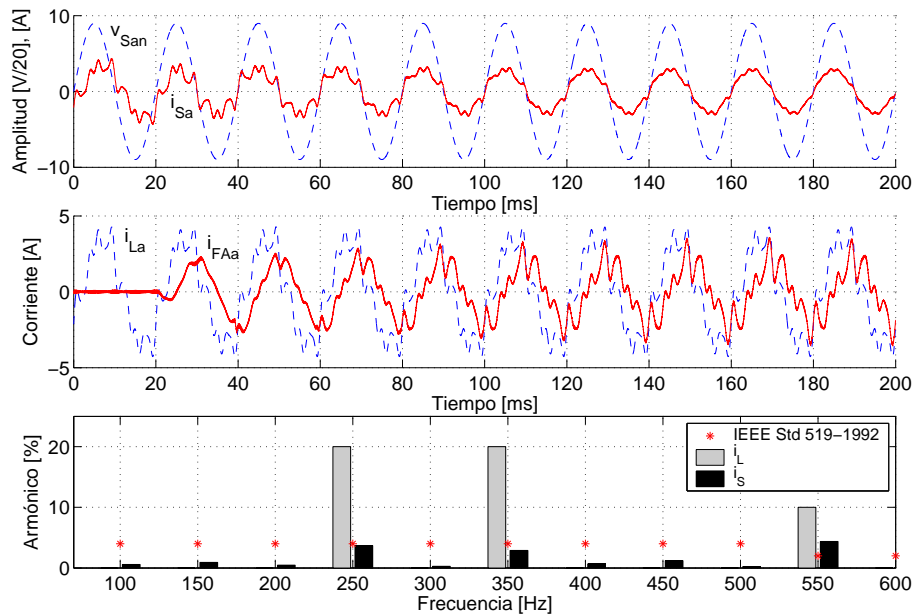 Amplitud [V/20], [A]
10
0
−10
v_San
i_Sa
0 20 40 60 80 100 120 140 160 180 200
Tiempo [ms]
Corriente [A]
5
0
−5
i_La
i_FAa
0 20 40 60 80 100 120 140 160 180 200
Tiempo [ms]
Armónico [%]
20
10
0
IEEE Std 519−1992
i_L
i_S
100 150 200 250 300 350 400 450 500 550 600
Frecuencia [Hz]